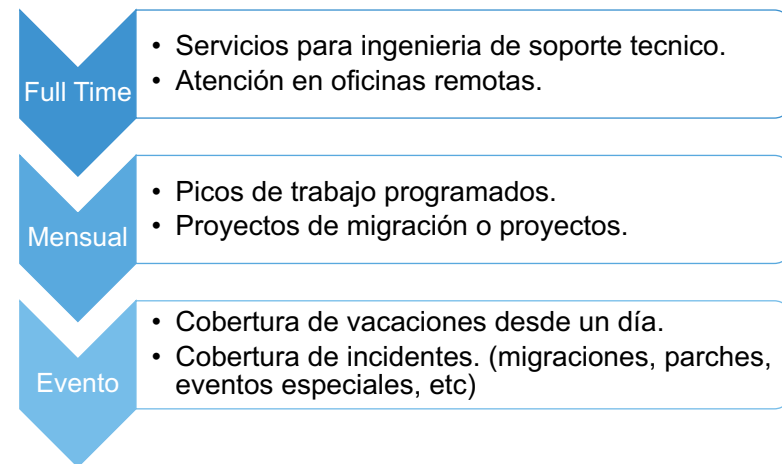 Full Time
• Servicios para ingenieria de soporte tecnico.
• Atención en oficinas remotas.
Mensual
• Picos de trabajo programados.
• Proyectos de migración o proyectos.
Evento
• Cobertura de vacaciones desde un día.
• Cobertura de incidentes. (migraciones, parches,
eventos especiales, etc)